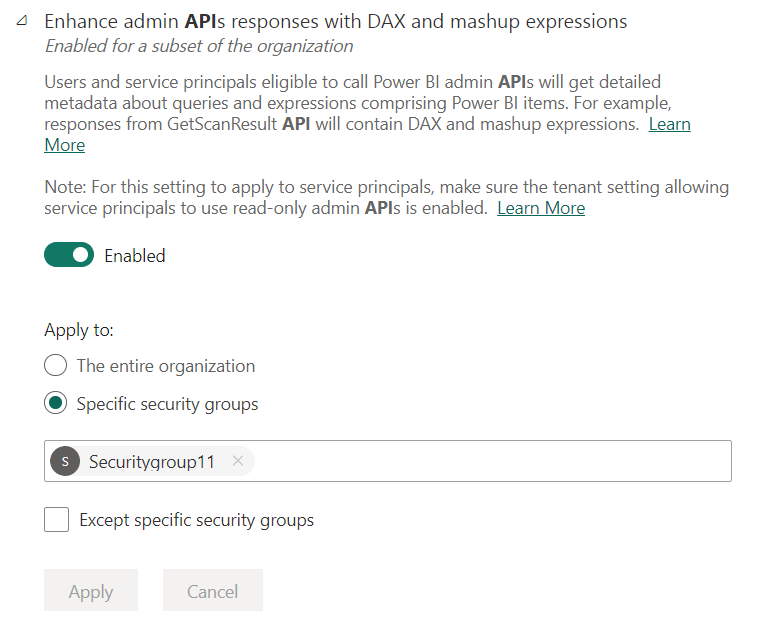 Enhance admin APIs responses with DAX and mashup expressions
Enabled for a subset of the organization
Users and service principals eligible to call Power BI admin APIs will get detailed
metadata about queries and expressions comprising Power BI items. For example,
responses from GetScanResult API will contain DAX and mashup expressions. Learn
More
Note: For this setting to apply to service principals, make sure the tenant setting allowing
service principals to use read-only admin APIs is enabled. Learn More
Enabled
Apply to:
The entire organization
Specific security groups
S Securitygroup11
Except specific security groups
Apply Cancel